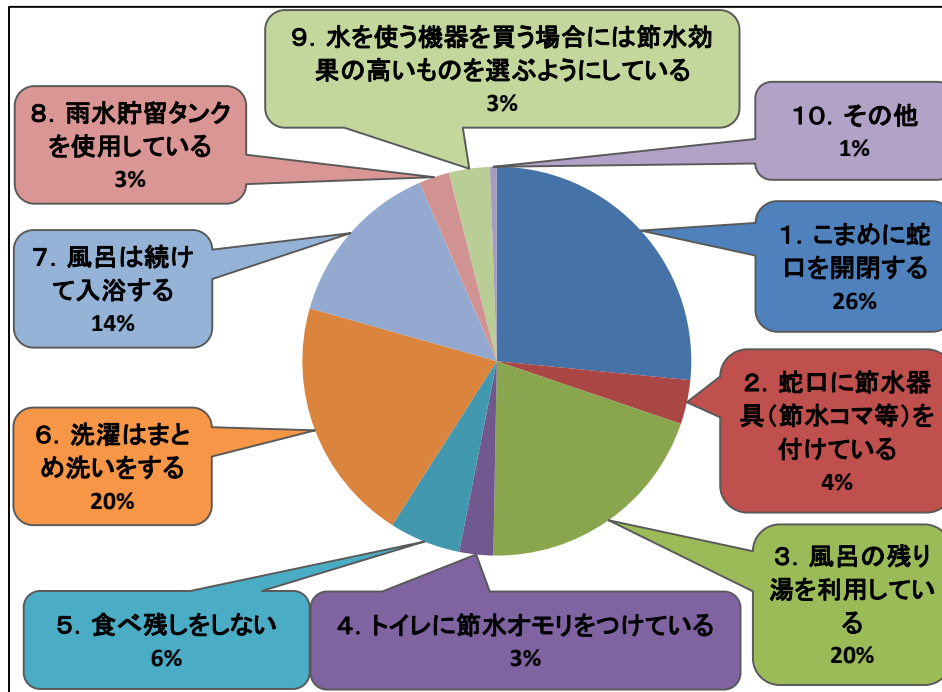 9．水を使う機器を買う場合には節水効
果の高いものを選ぶようにしている
3%
8．雨水貯留タンク
を使用している
3%
10．その他
1%
7．風呂は続け
て入浴する
14%
1．こまめに蛇
口を開閉する
26%
2．蛇口に節水器
具（節水コマ等）を
付けている
4%
6．洗濯はまと
め洗いをする
20%
3．風呂の残り
湯を利用してい
る
20%
5．食べ残しをしない
6%
4．トイレに節水オモリをつけている
3%